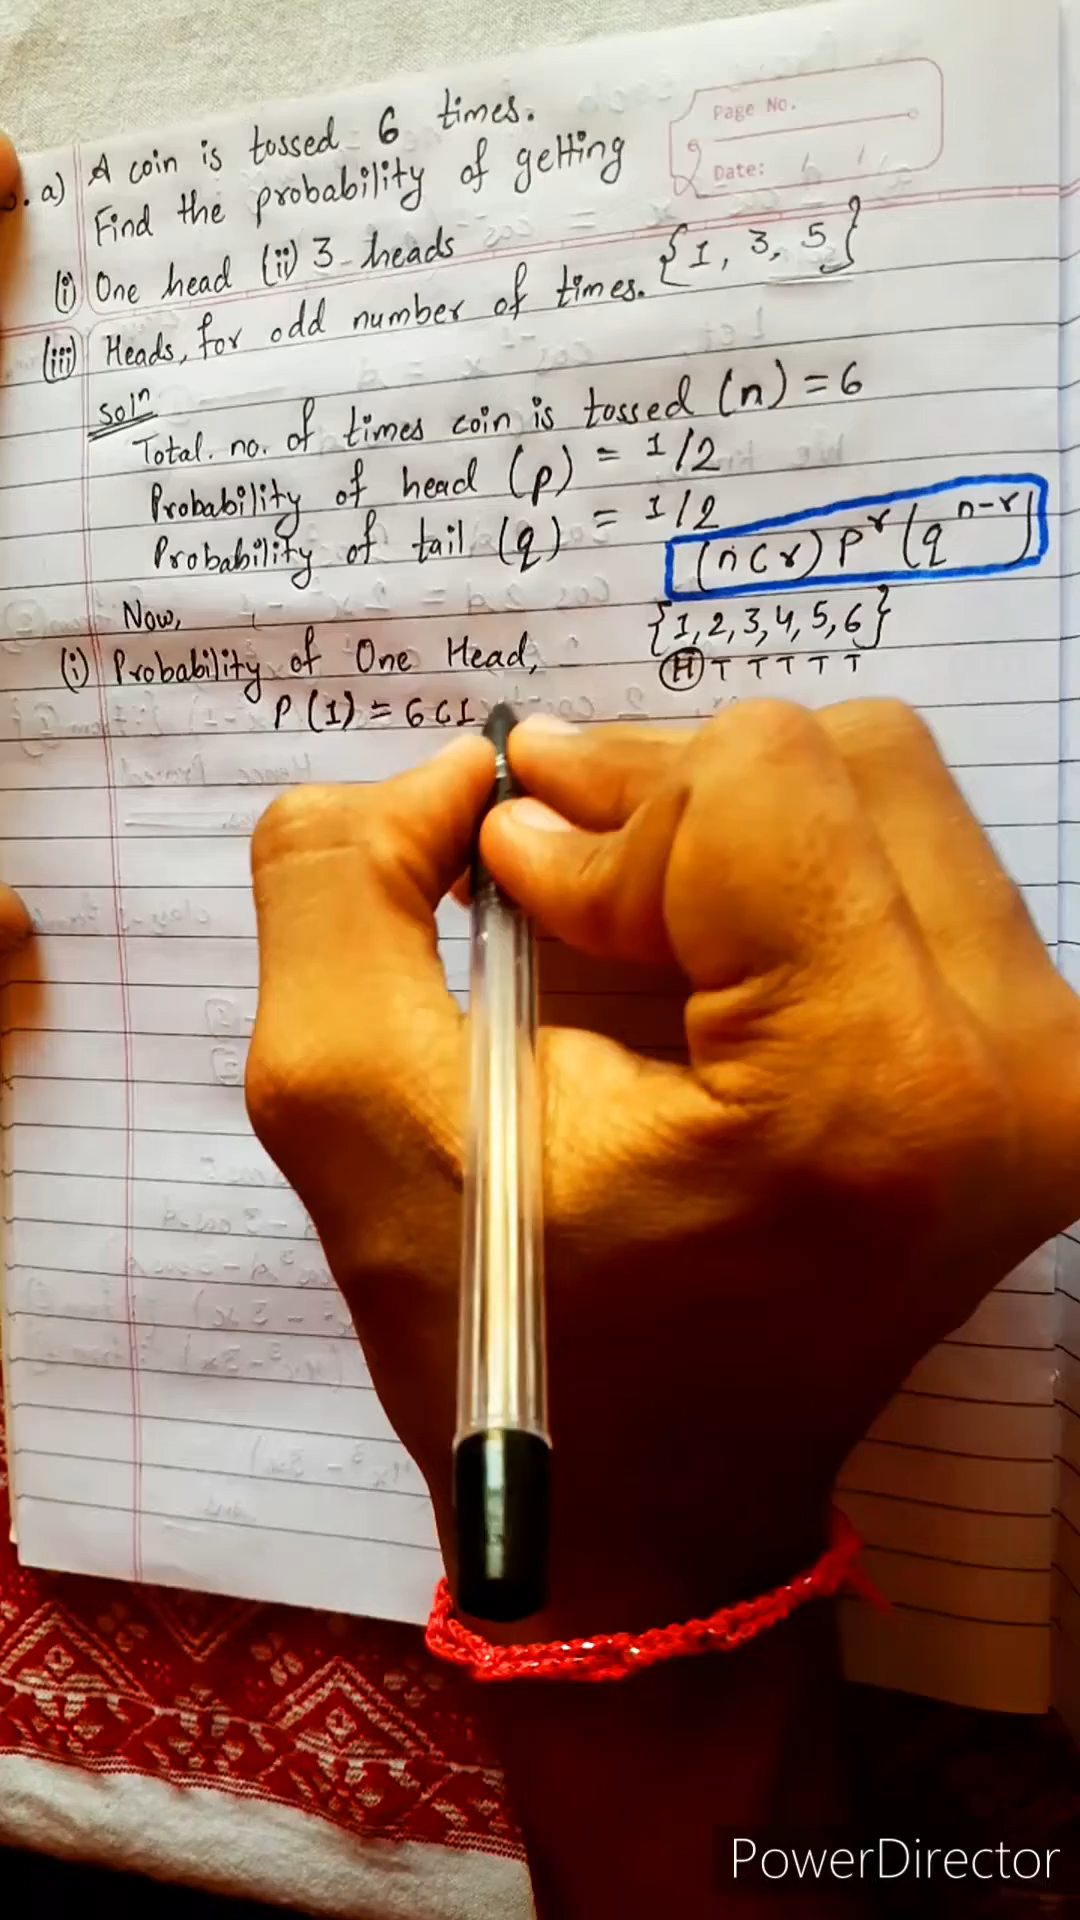 Page No.
Date:
a) A coin is tossed 6 times.
Find the probability of getting
(i) One head (ii) 3 heads
(iii) Heads, for odd number of times. {1, 3, 5}
Soln
Total. no. of times coin is tossed (n) = 6
Probability of head (p) = 1/2
Probability of tail (q) = 1/2
(n C r) p^r (q^n-r)
Now,
{1,2,3,4,5,6}
(i) Probability of One Head,
H T T T T T
P(1) = 6C1
PowerDirector